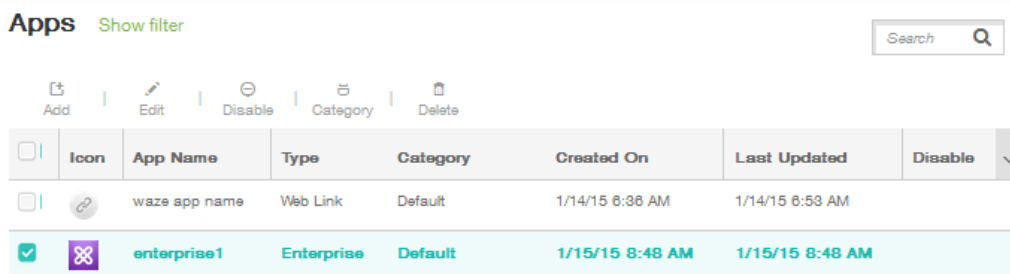 Apps Show filter
Search
Add Edit Disable Category Delete
Icon App Name Type Category Created On Last Updated Disable
waze app name Web Link Default 1/14/15 6:36 AM 1/14/15 6:53 AM
enterprise1 Enterprise Default 1/15/15 8:48 AM 1/15/15 8:48 AM